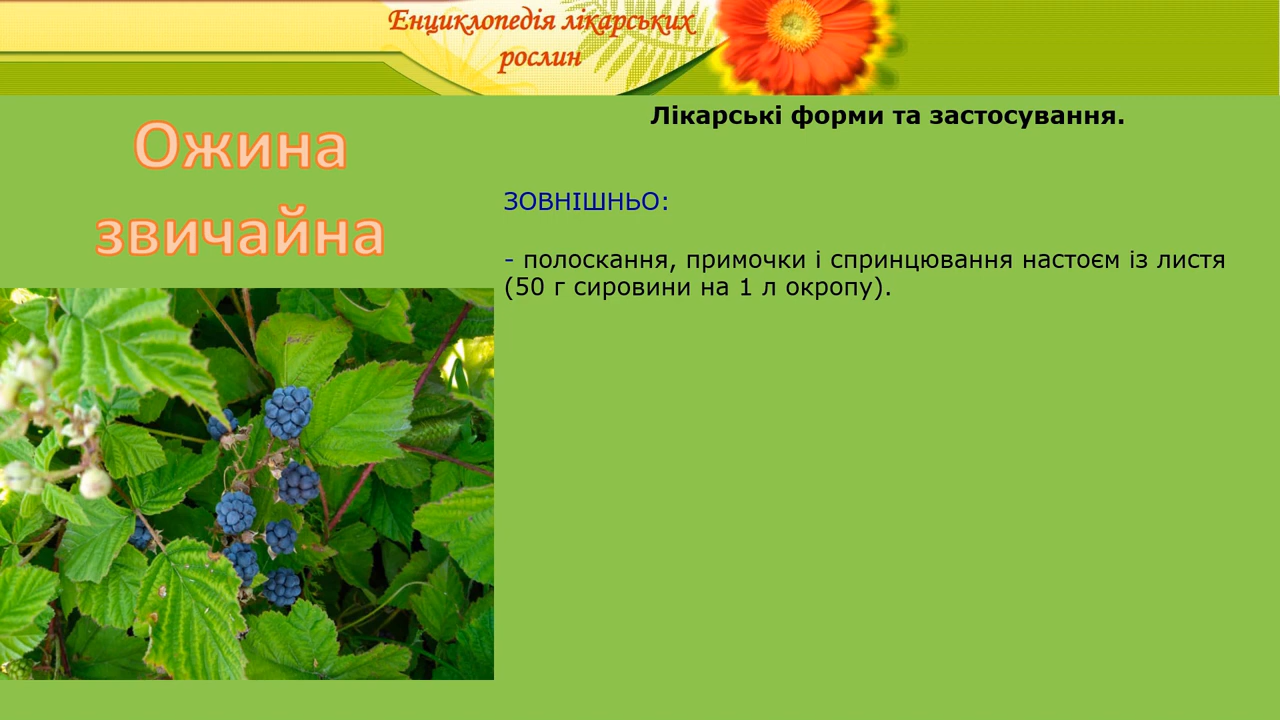 Енциклопедія лікарських
рослин
Ожина
звичайна
Лікарські форми та застосування.
ЗОВНІШНЬО:
- полоскання, примочки і спринцювання настоєм із листя
(50 г сировини на 1 л окропу).